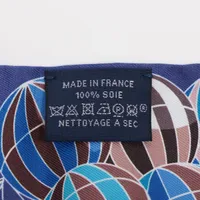 MADE IN FRANCE
100% SOIE
NETTOYAGE A SEC